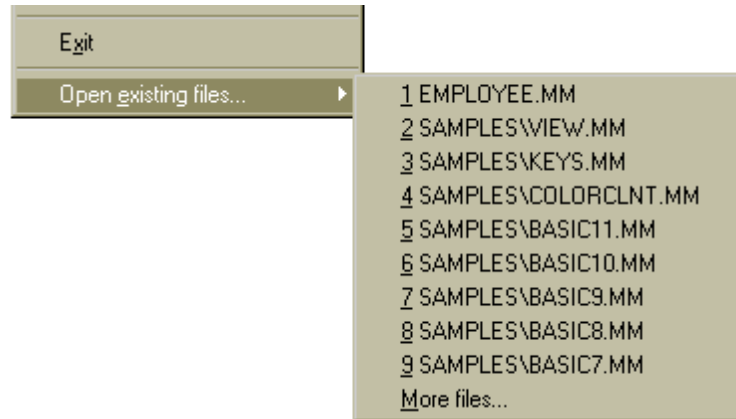 Exit
Open existing files...
1 EMPLOYEE.MM
2 SAMPLES\VIEW.MM
3 SAMPLES\KEYS.MM
4 SAMPLES\COLORCLNT.MM
5 SAMPLES\BASIC11.MM
6 SAMPLES\BASIC10.MM
7 SAMPLES\BASIC9.MM
8 SAMPLES\BASIC8.MM
9 SAMPLES\BASIC7.MM
More files...